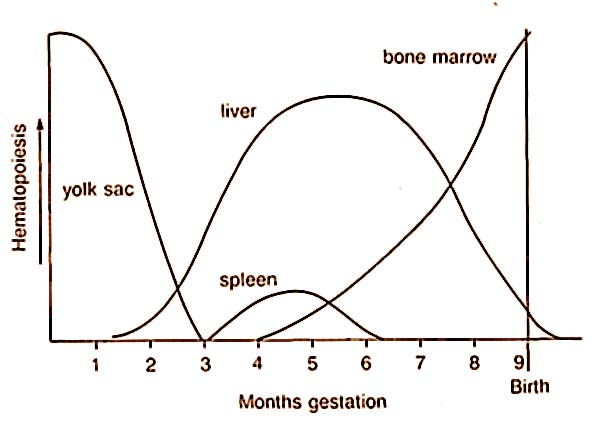 bone marrow
liver
yolk sac
spleen
Hematopoiesis
1 2 3 4 5 6 7 8 9
Birth
Months gestation